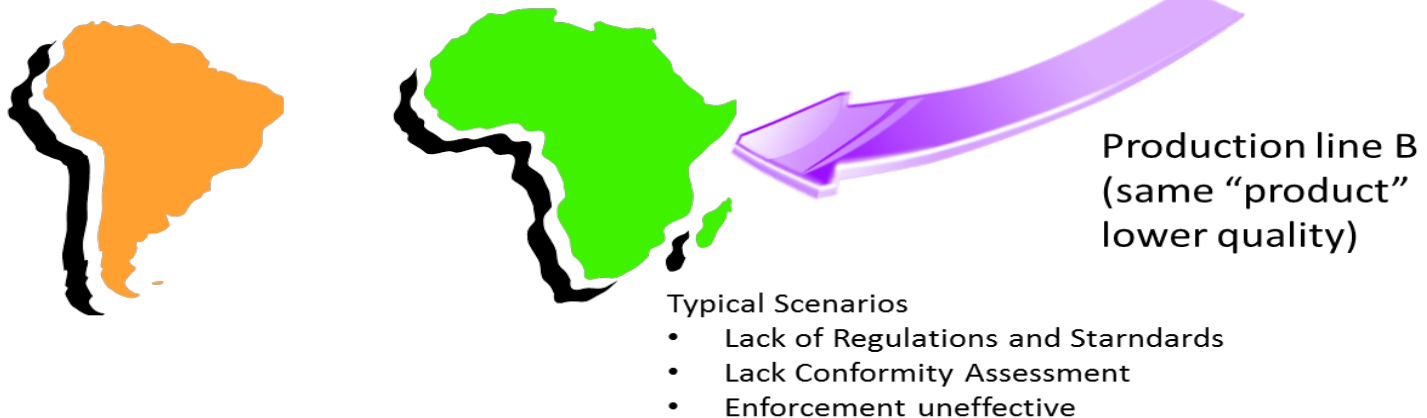 Production line B
(same “product”
lower quality)
Typical Scenarios
• Lack of Regulations and Starndards
• Lack Conformity Assessment
• Enforcement uneffective